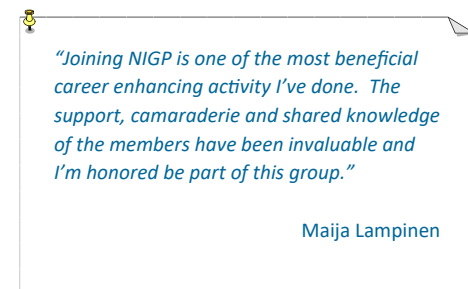 “Joining NIGP is one of the most beneficial
career enhancing activity I’ve done.  The
support, camaraderie and shared knowledge
of the members have been invaluable and
I’m honored be part of this group.”
Maija Lampinen